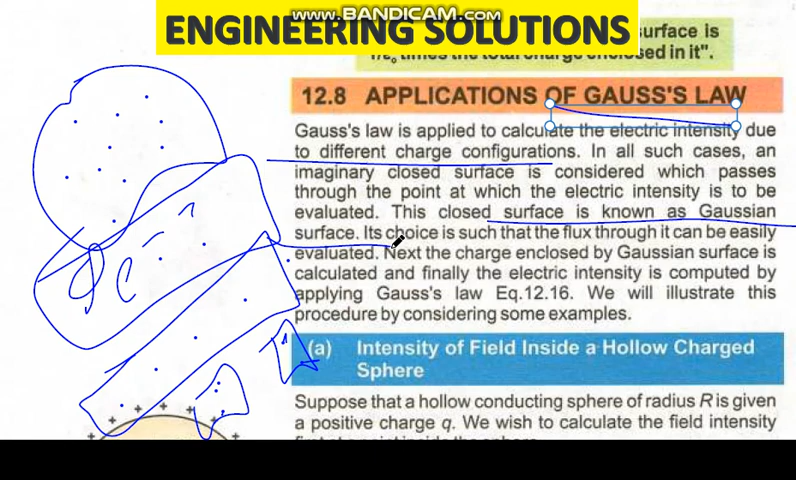 www.BANDICAM.com
ENGINEERING SOLUTIONS
surface is
times the total charge enclosed in it".
12.8 APPLICATIONS OF GAUSS'S LAW
Gauss's law is applied to calculate the electric intensity due
to different charge configurations. In all such cases, an
imaginary closed surface is considered which passes
through the point at which the electric intensity is to be
evaluated. This closed surface is known as Gaussian
surface. Its choice is such that the flux through it can be easily
evaluated. Next the charge enclosed by Gaussian surface is
calculated and finally the electric intensity is computed by
applying Gauss's law Eq.12.16. We will illustrate this
procedure by considering some examples.
(a) Intensity of Field Inside a Hollow Charged
Sphere
Suppose that a hollow conducting sphere of radius R is given
a positive charge q. We wish to calculate the field intensity